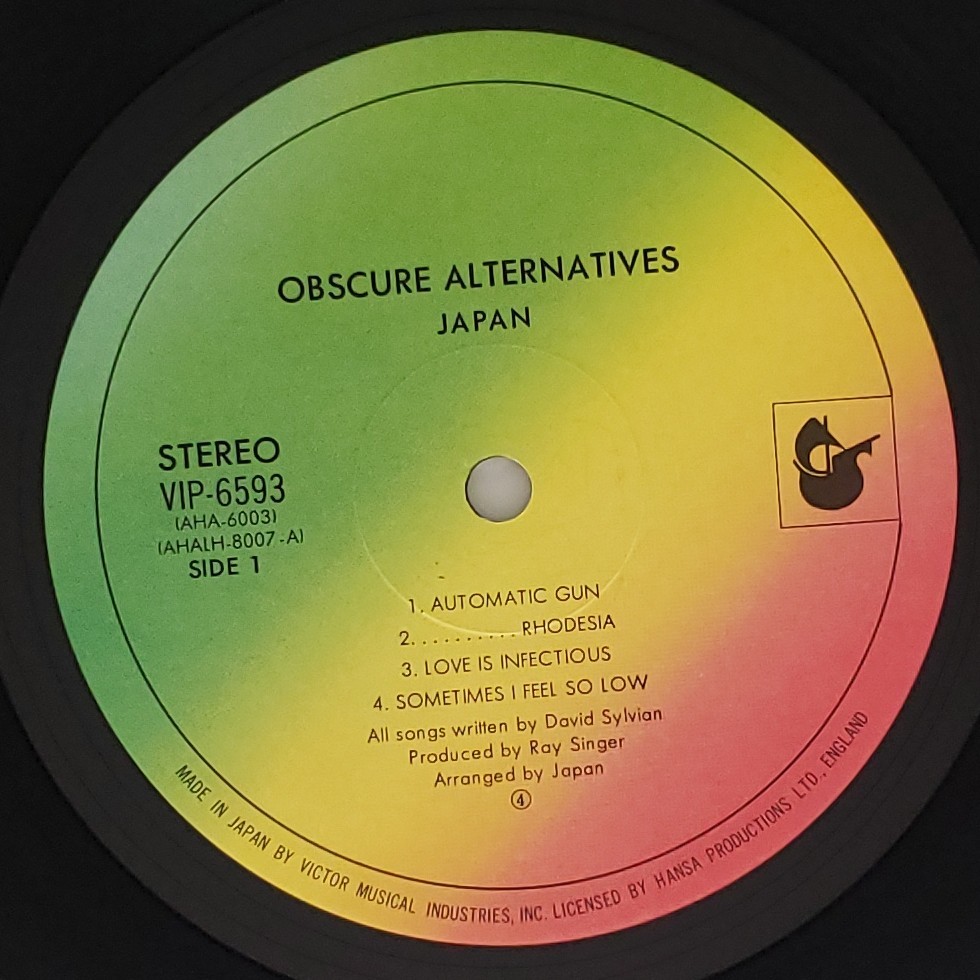 OBSCURE ALTERNATIVES
JAPAN
STEREO
VIP-6593
(AHA-6003)
(AHALH-8007-A)
SIDE 1
1. AUTOMATIC GUN
2. . . . . . . . . . . RHODESIA
3. LOVE IS INFECTIOUS
4. SOMETIMES I FEEL SO LOW
All songs written by David Sylvian
Produced by Ray Singer
Arranged by Japan
④
MADE IN JAPAN BY VICTOR MUSICAL INDUSTRIES, INC. LICENSED BY HANSA PRODUCTIONS LTD., ENGLAND